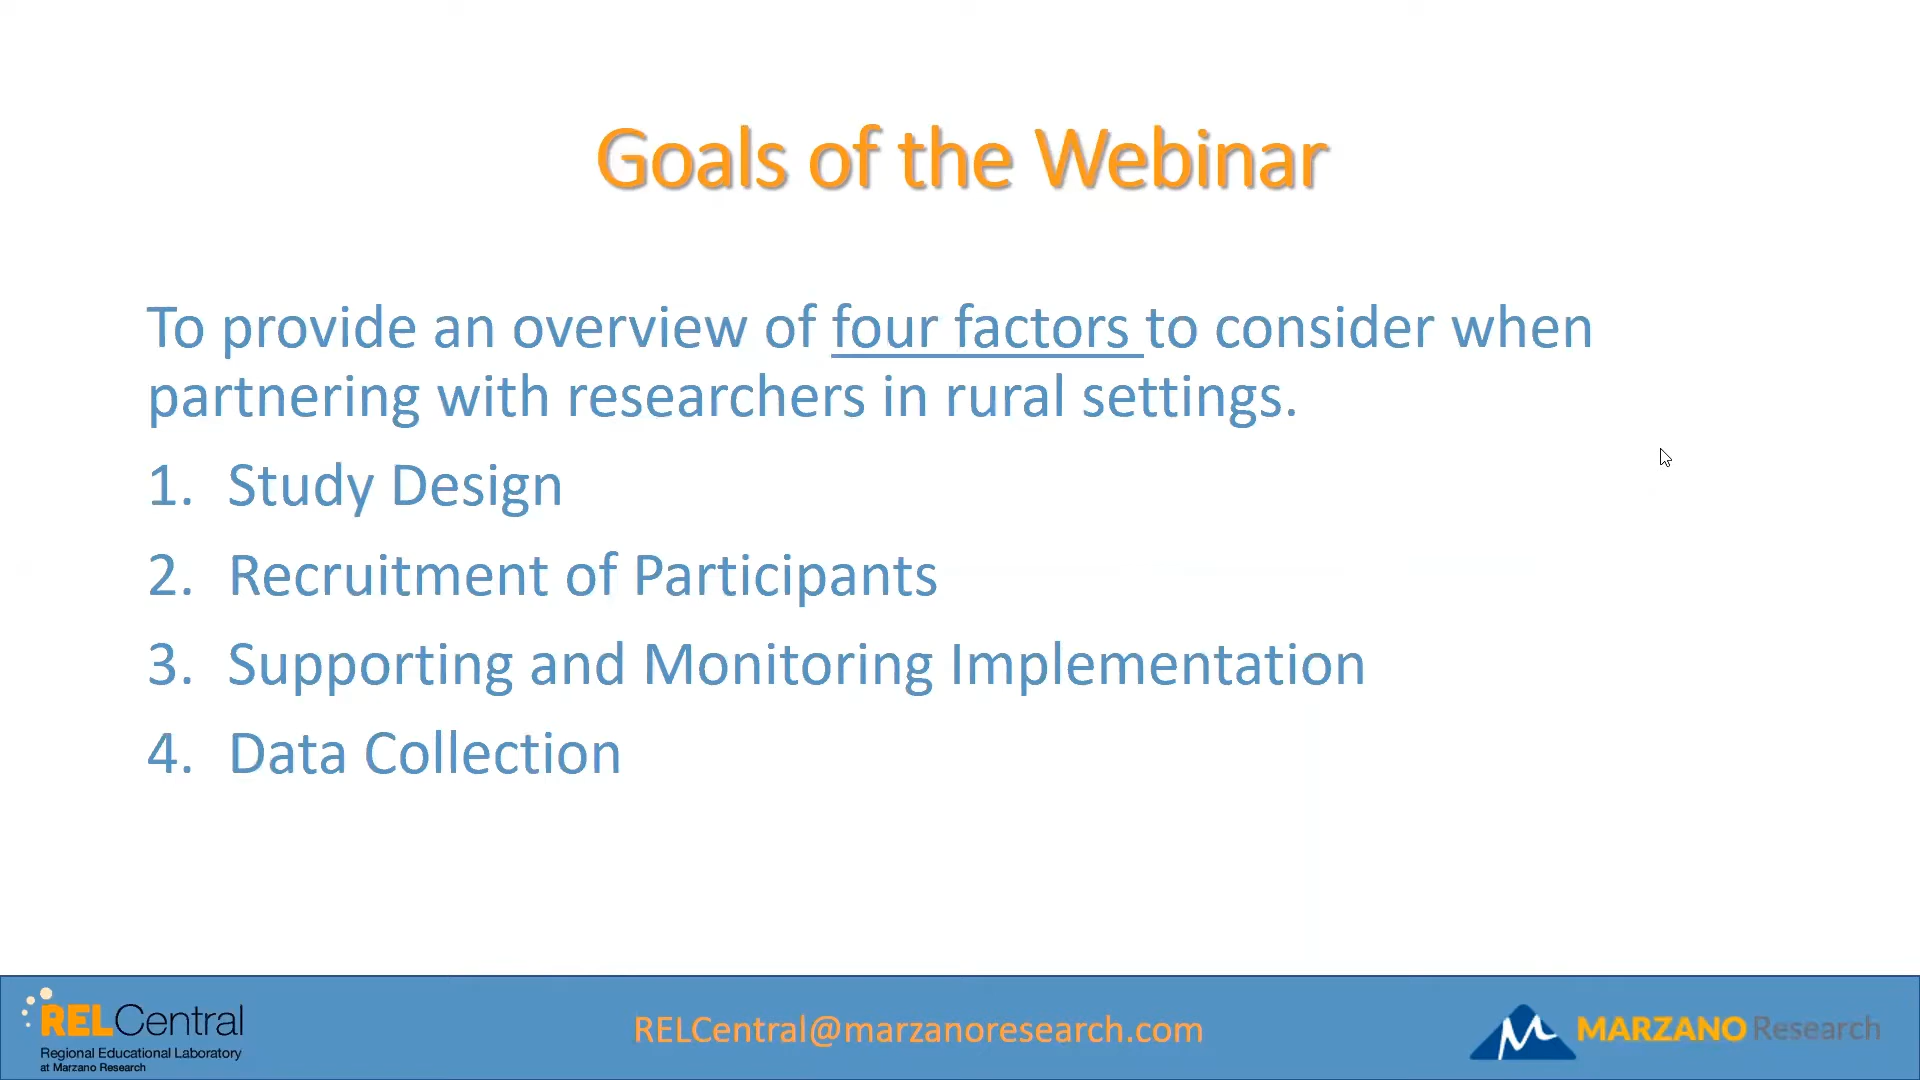 Goals of the Webinar
To provide an overview of four factors to consider when
partnering with researchers in rural settings.
1. Study Design
2. Recruitment of Participants
3. Supporting and Monitoring Implementation
4. Data Collection
RELCentral
Regional Educational Laboratory
at Marzano Research
RELCentral@marzanoresearch.com
MARZANO Research